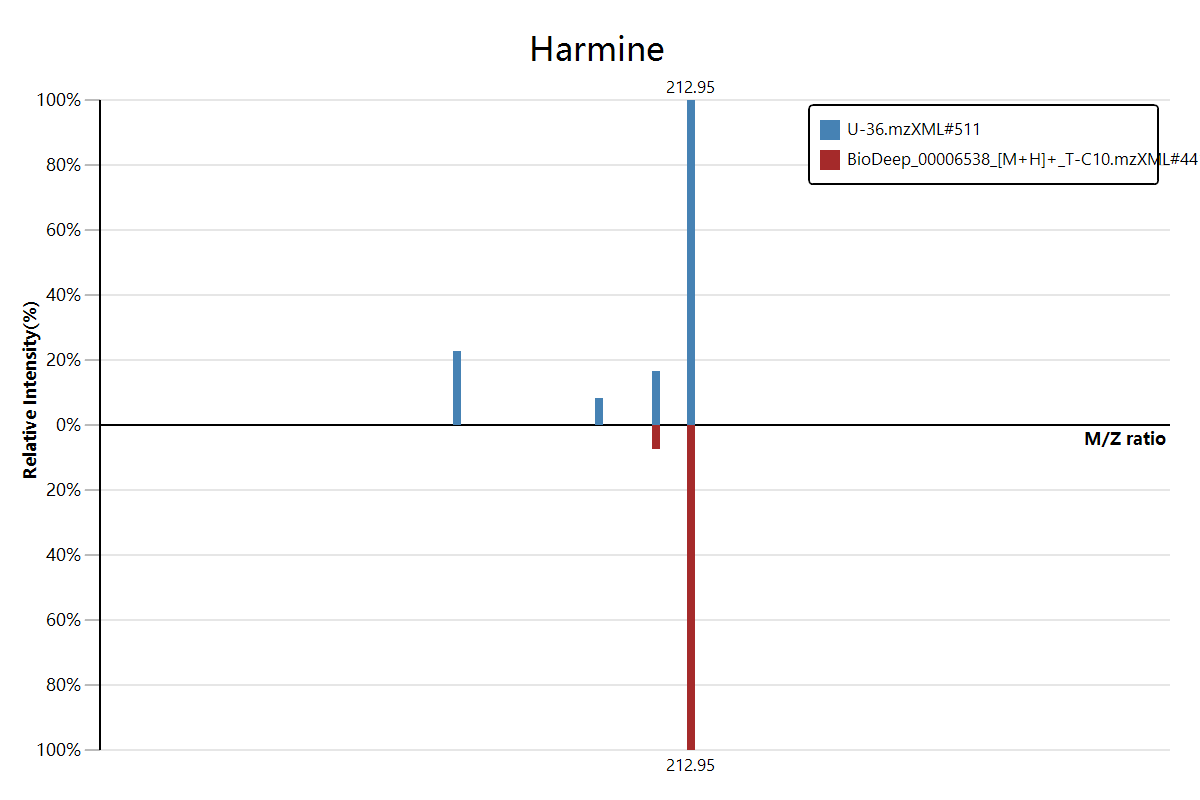 Harmine
212.95
U-36.mzXML#511
BioDeep_00006538_[M+H]+_T-C10.mzXML#44
100%
80%
60%
40%
20%
0%
20%
40%
60%
80%
100%
Relative Intensity(%)
M/Z ratio
212.95